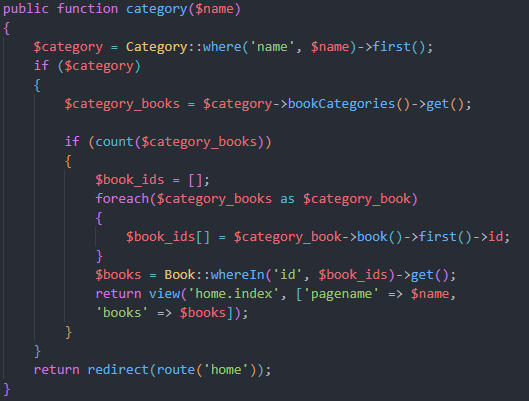 public function category($name)
{
    $category = Category::where('name', $name)->first();
    if ($category)
    {
        $category_books = $category->bookCategories()->get();

        if (count($category_books))
        {
            $book_ids = [];
            foreach($category_books as $category_book)
            {
                $book_ids[] = $category_book->book()->first()->id;
            }
            $books = Book::whereIn('id', $book_ids)->get();
            return view('home.index', ['pagename' => $name,
            'books' => $books]);
        }
    }
    return redirect(route('home'));
}